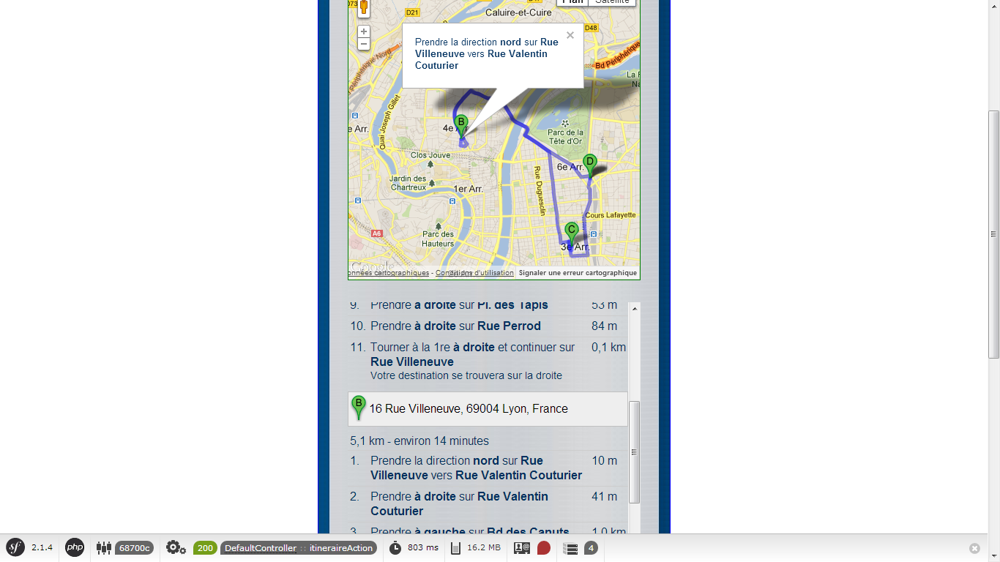 D73
D21
Caluire-et-Cuire
Plan
Satellite
D48
Prendre la direction nord sur Rue
Villeneuve vers Rue Valentin
Couturier
Périphérique Nord
Bd Périphérique
Quai Joseph Gillet
B
4e
e Arr.
Parc de la
Tête d'Or
Clos Jouve
D
6e Arr.
Jardin des
Chartreux
1er Arr.
Rue Duguesclin
Cours Lafayette
C
3e Arr.
A6
Parc des
Hauteurs
Google
onnées cartographiques - Conditions d'utilisation
Signaler une erreur cartographique
9. Prendre à droite sur Pl. des Tapis 53 m
10. Prendre à droite sur Rue Perrod 84 m
11. Tourner à la 1re à droite et continuer sur 0,1 km
Rue Villeneuve
Votre destination se trouvera sur la droite
B 16 Rue Villeneuve, 69004 Lyon, France
5,1 km - environ 14 minutes
1. Prendre la direction nord sur Rue 10 m
Villeneuve vers Rue Valentin Couturier
2. Prendre à droite sur Rue Valentin 41 m
Couturier
3. Prendre à gauche sur Bd des Canuts 1,0 km
sf 2.1.4 php 68700c 200 DefaultController :: itineraireAction 803 ms 16.2 MB 4